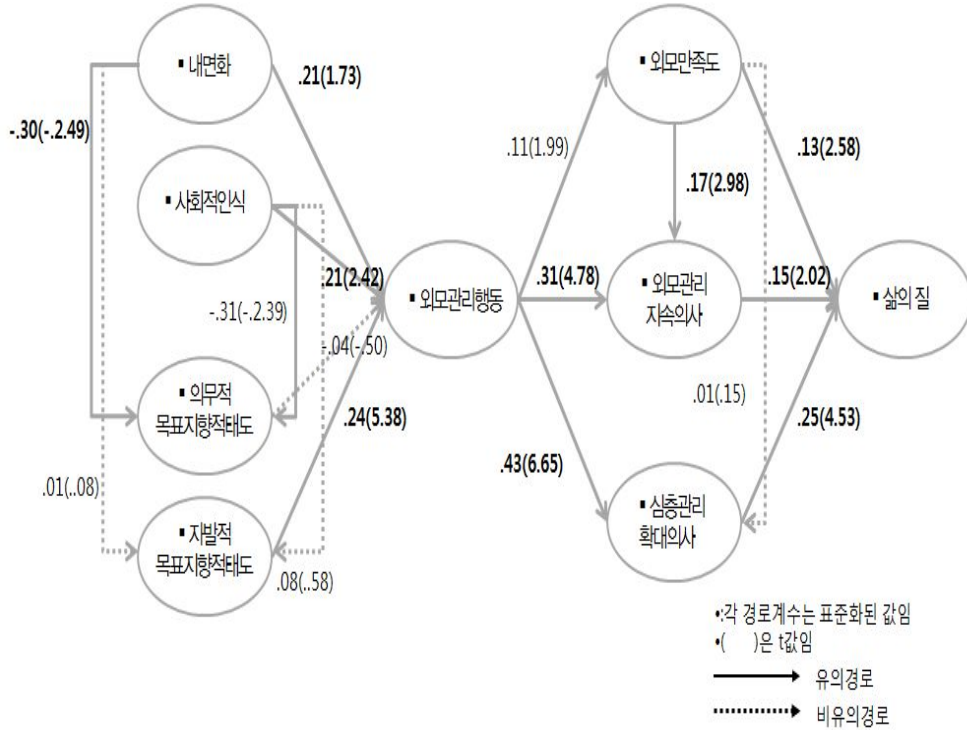 ▪ 내면화
▪ 외모만족도
.21(1.73)
-.30(-.2.49)
.11(1.99)
.13(2.58)
.17(2.98)
▪ 사회적인식
.21(2.42)
▪ 외모관리행동
.31(4.78)
▪ 외모관리
지속의사
.15(2.02)
▪ 삶의 질
-.31(-.2.39)
-.04(-.50)
▪ 의무적
목표지향적태도
.24(5.38)
.01(.15)
.25(4.53)
.43(6.65)
.01(..08)
▪ 자발적
목표지향적태도
.08(..58)
▪ 심층관리
확대의사
•:각 경로계수는 표준화된 값임
•( )은 t값임
유의경로
비유의경로